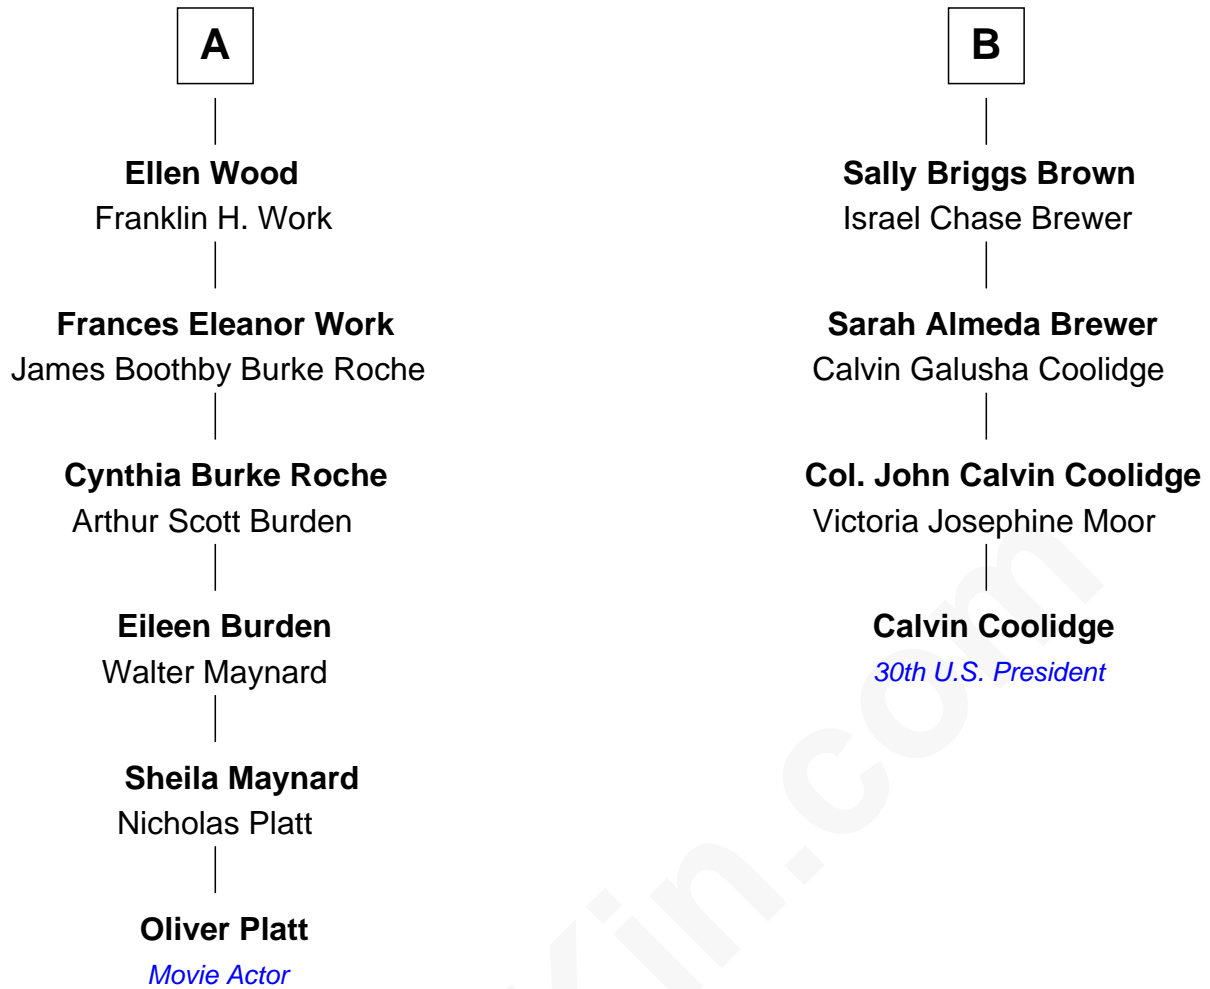 A
Ellen Wood
Franklin H. Work
Frances Eleanor Work
James Boothby Burke Roche
Cynthia Burke Roche
Arthur Scott Burden
Eileen Burden
Walter Maynard
Sheila Maynard
Nicholas Platt
Oliver Platt
Movie Actor
B
Sally Briggs Brown
Israel Chase Brewer
Sarah Almeda Brewer
Calvin Galusha Coolidge
Col. John Calvin Coolidge
Victoria Josephine Moor
Calvin Coolidge
30th U.S. President